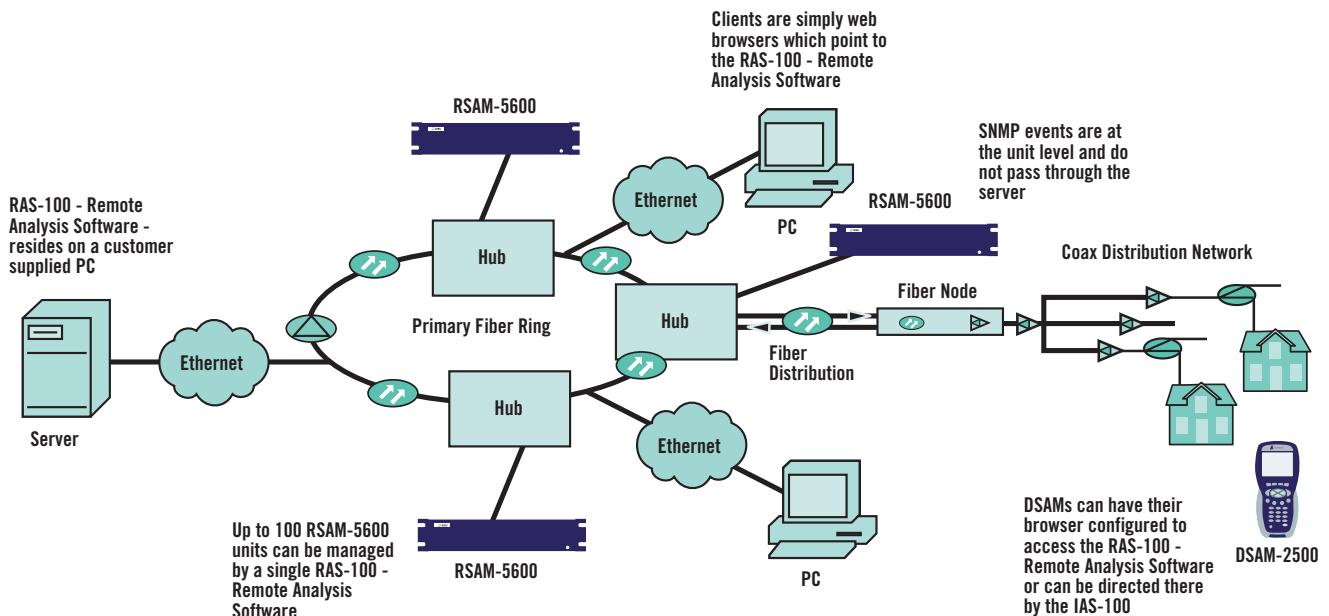 Clients are simply web
browsers which point to
the RAS-100 - Remote
Analysis Software
RSAM-5600
SNMP events are at
the unit level and do
not pass through the
server
RAS-100 - Remote
Analysis Software -
resides on a customer
supplied PC
Ethernet
PC
RSAM-5600
Hub
Coax Distribution Network
Primary Fiber Ring
Hub
Fiber Node
Ethernet
Fiber
Distribution
Server
Hub
Ethernet
Up to 100 RSAM-5600
units can be managed
by a single RAS-100 -
Remote Analysis
Software
RSAM-5600
PC
DSAMs can have their
browser configured to
access the RAS-100 -
Remote Analysis Software
or can be directed there
by the IAS-100
DSAM-2500